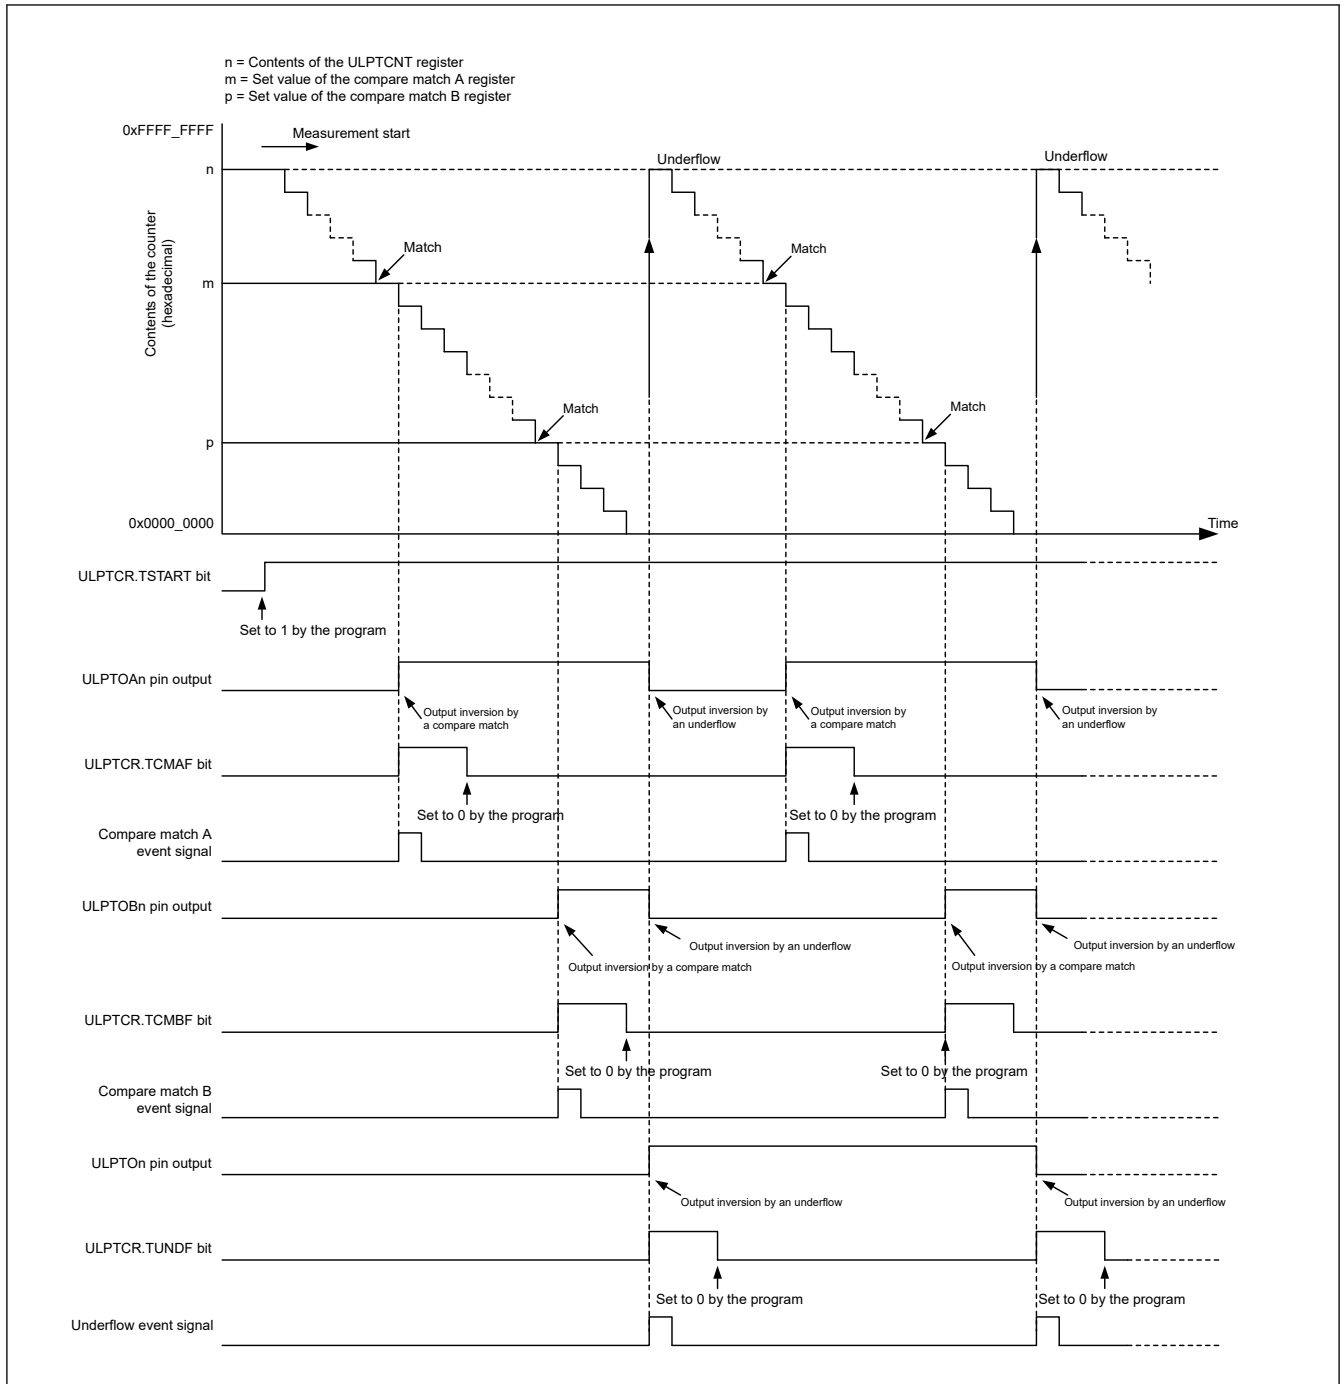 n = Contents of the ULPTCNT register
m = Set value of the compare match A register
p = Set value of the compare match B register
0xFFFF_FFFF
Measurement start
Underflow
Underflow
n
Contents of the counter
(hexadecimal)
Match
Match
m
Match
Match
p
0x0000_0000
Time
ULPTCR.TSTART bit
Set to 1 by the program
ULPTOAn pin output
Output inversion by
a compare match
Output inversion by
an underflow
Output inversion by
a compare match
Output inversion by
an underflow
ULPTCR.TCMAF bit
Set to 0 by the program
Set to 0 by the program
Compare match A
event signal
ULPTOBn pin output
Output inversion by an underflow
Output inversion by an underflow
Output inversion by a compare match
Output inversion by a compare match
ULPTCR.TCMBF bit
Set to 0 by the program
Set to 0 by the program
Compare match B
event signal
ULPTOn pin output
Output inversion by an underflow
Output inversion by an underflow
ULPTCR.TUNDF bit
Set to 0 by the program
Set to 0 by the program
Underflow event signal